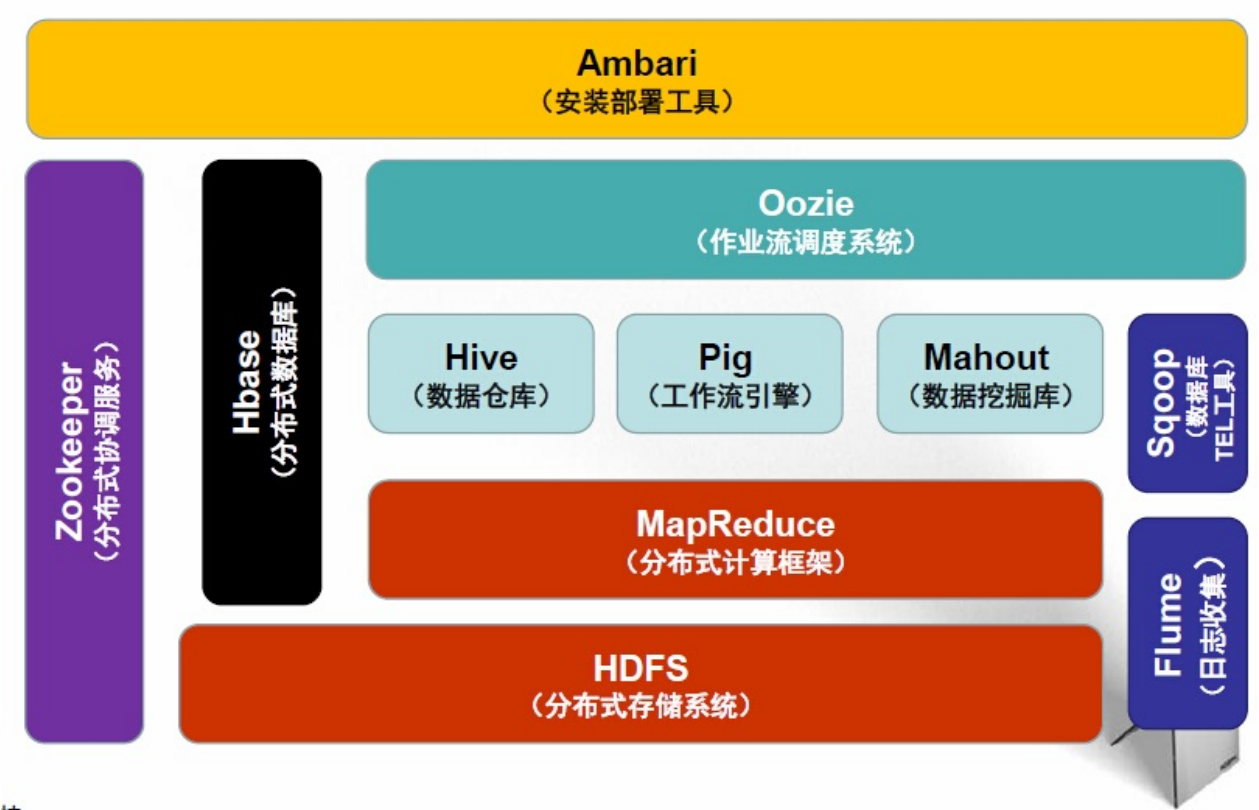 Ambari
（安装部署工具）
Zookeeper
（分布式协调服务）
Hbase
（分布式数据库）
Oozie
（作业流调度系统）
Hive
（数据仓库）
Pig
（工作流引擎）
Mahout
（数据挖掘库）
Sqoop
（数据库
TEL工具）
MapReduce
（分布式计算框架）
Flume
（日志收集）
HDFS
（分布式存储系统）